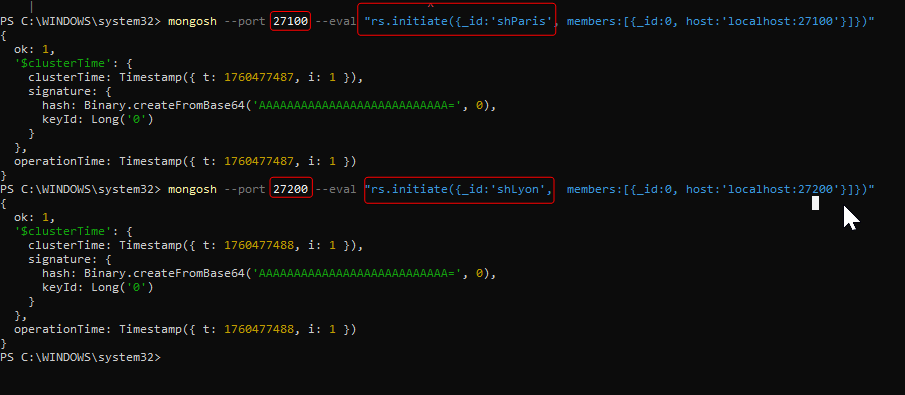 PS C:\WINDOWS\system32> mongosh --port 27100 --eval "rs.initiate({_id:'shParis', members:[{_id:0, host:'localhost:27100'}]})"
{
  ok: 1,
  '$clusterTime': {
    clusterTime: Timestamp({ t: 1760477487, i: 1 }),
    signature: {
      hash: Binary.createFromBase64('AAAAAAAAAAAAAAAAAAAAAAAAAAA=', 0),
      keyId: Long('0')
    }
  },
  operationTime: Timestamp({ t: 1760477487, i: 1 })
}
PS C:\WINDOWS\system32> mongosh --port 27200 --eval "rs.initiate({_id:'shLyon',  members:[{_id:0, host:'localhost:27200'}]})"
{
  ok: 1,
  '$clusterTime': {
    clusterTime: Timestamp({ t: 1760477488, i: 1 }),
    signature: {
      hash: Binary.createFromBase64('AAAAAAAAAAAAAAAAAAAAAAAAAAA=', 0),
      keyId: Long('0')
    }
  },
  operationTime: Timestamp({ t: 1760477488, i: 1 })
}
PS C:\WINDOWS\system32>